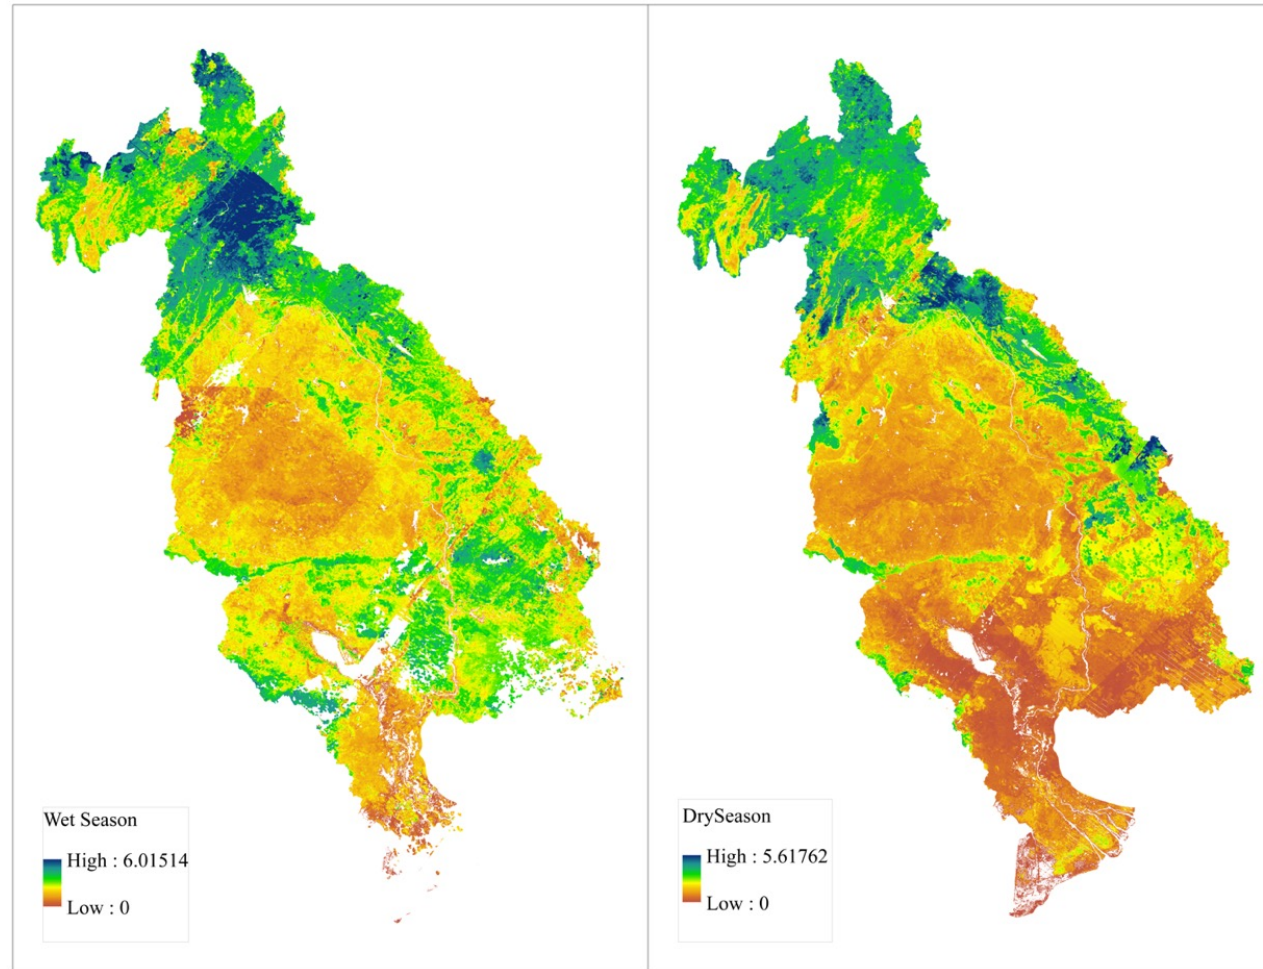 Wet Season
High : 6.01514
Low : 0
DrySeason
High : 5.61762
Low : 0